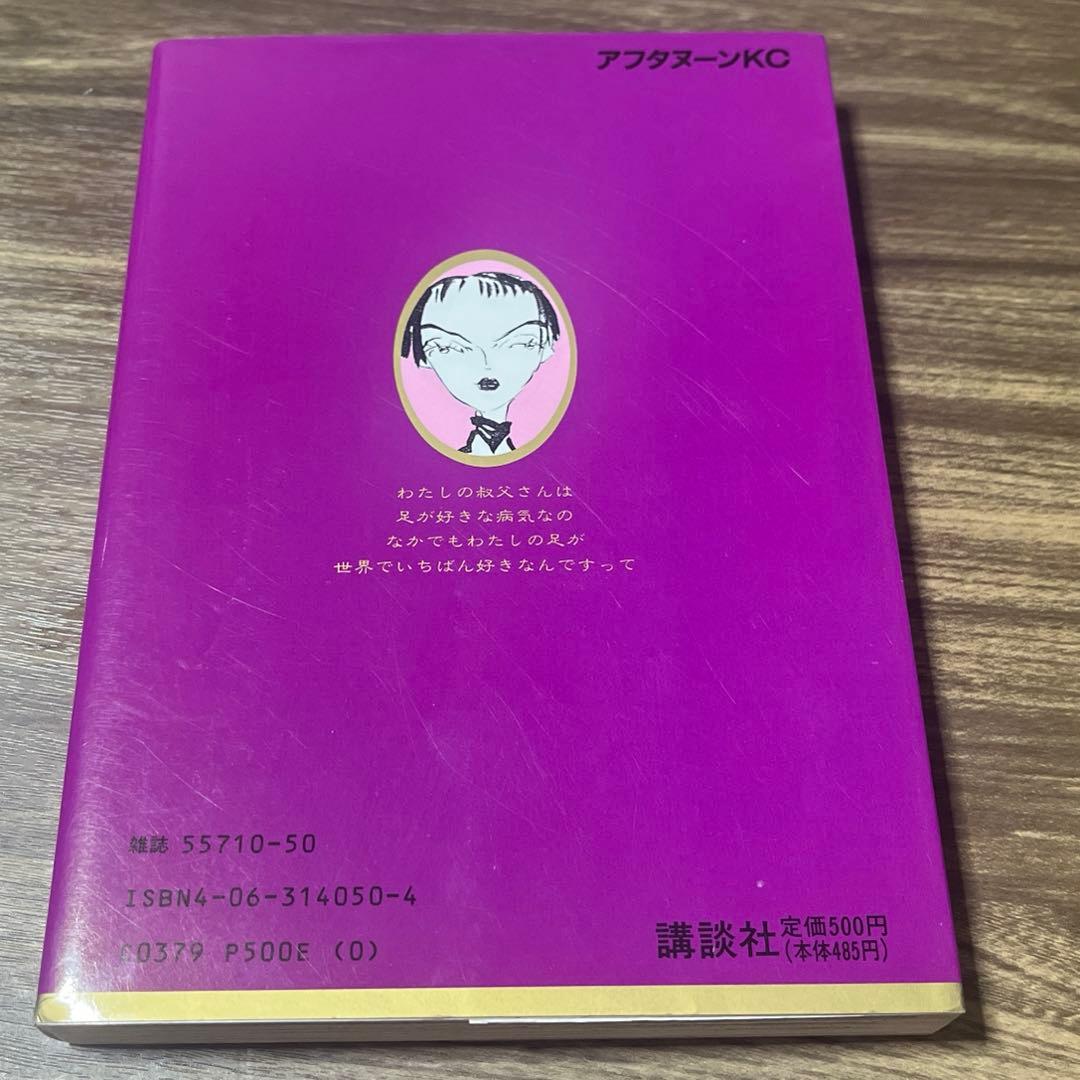 アフタヌーンKC
わたしの叔父さんは
足が好きな病気なの
なかでもわたしの足が
世界でいちばん好きなんですって
雑誌 55710-50
ISBN4-06-314050-4
C0379 P500E (0)
講談社 定価500円
(本体485円)